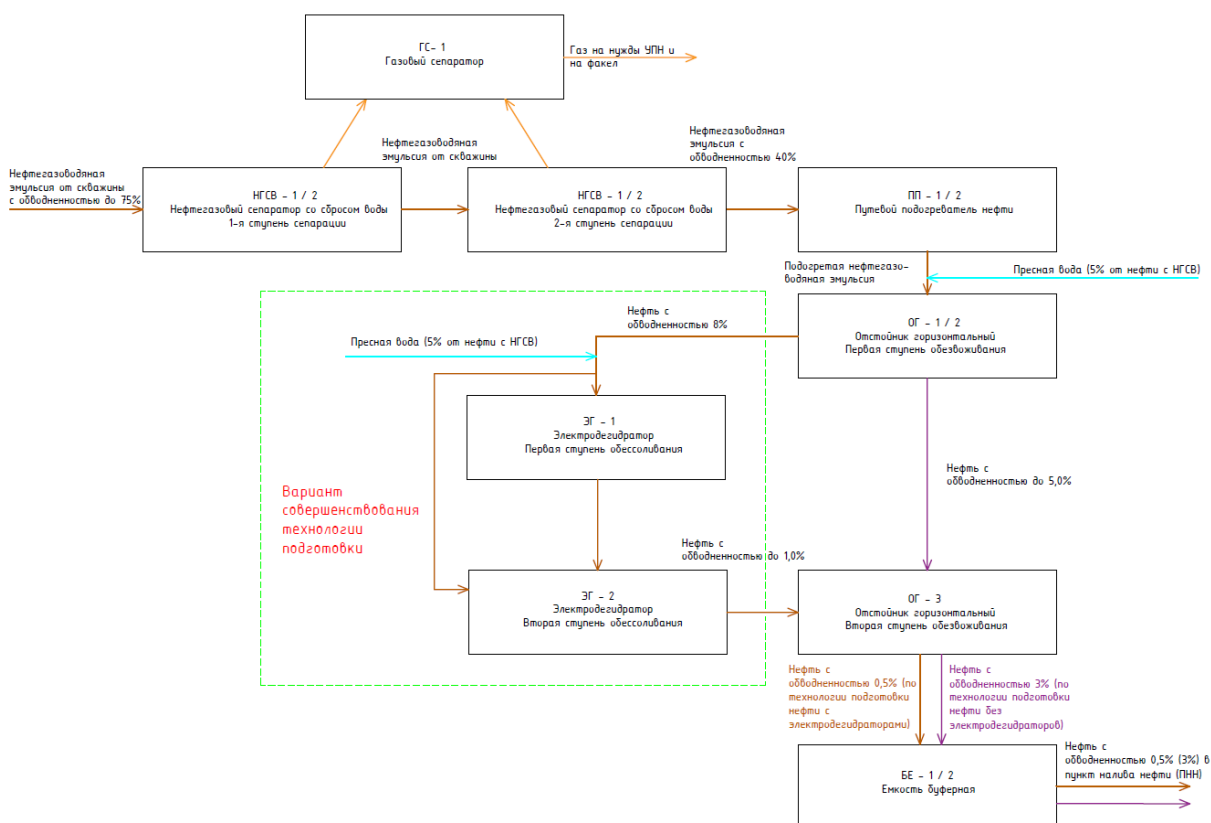 ГС- 1
Газовый сепаратор
Газ на нужды УПН и
на факел
Нефтегазоводяная
эмульсия от скважины
с обводненностью до 75%
НГСВ - 1 / 2
Нефтегазовый сепаратор со сбросом воды
1-я ступень сепарации
Нефтегазоводяная
эмульсия от скважины
НГСВ - 1 / 2
Нефтегазовый сепаратор со сбросом воды
2-я ступень сепарации
Нефтегазоводяная
эмульсия с
обводненностью 40%
ПП - 1 / 2
Путевой подогреватель нефти
Подогретая нефтегазо-
водяная эмульсия
Пресная вода (5% от нефти с НГСВ)
ОГ - 1 / 2
Отстойник горизонтальный
Первая ступень обезвоживания
Нефть с
обводненностью 8%
Пресная вода (5% от нефти с НГСВ)
ЭГ - 1
Электродегидратор
Первая ступень обессоливания
Вариант
совершенствования
технологии
подготовки
Нефть с
обводненностью до 5,0%
Нефть с
обводненностью до 1,0%
ЭГ - 2
Электродегидратор
Вторая ступень обессоливания
ОГ - 3
Отстойник горизонтальный
Вторая ступень обезвоживания
Нефть с
обводненностью 0,5% (по
технологии подготовки
нефти с
электродегидраторами)
Нефть с
обводненностью 3% (по
технологии подготовки
нефти без
электродегидраторов)
БЕ - 1 / 2
Емкость буферная
Нефть с
обводненностью 0,5% (3%) в
пункт налива нефти (ПНН)